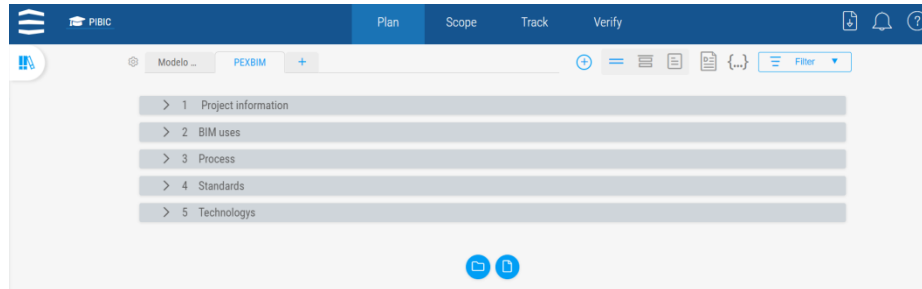 PIBIC Plan Scope Track Verify
Modelo ... PEXBIM + {...} Filter
1 Project information
2 BIM uses
3 Process
4 Standards
5 Technologys